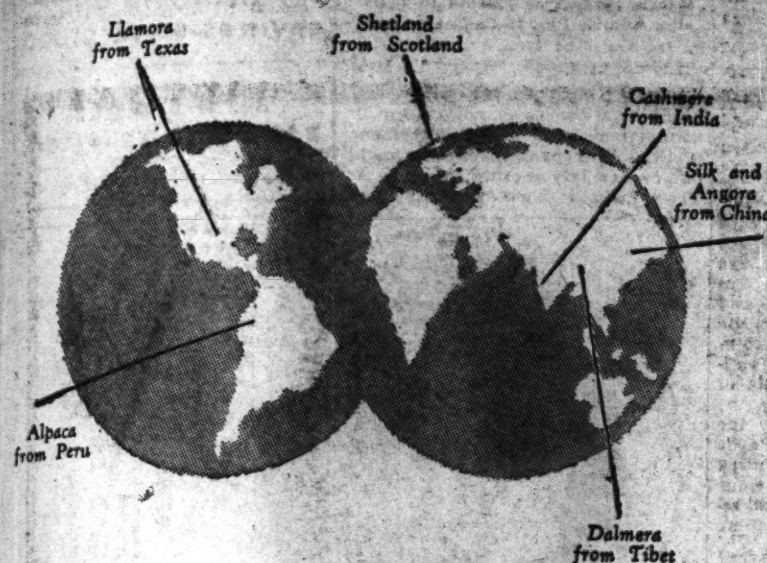 Llamora
from Texas
Shetland
from Scotland
Cashmere
from India
Silk and
Angora
from China
Alpaca
from Peru
Dalmera
from Tibet